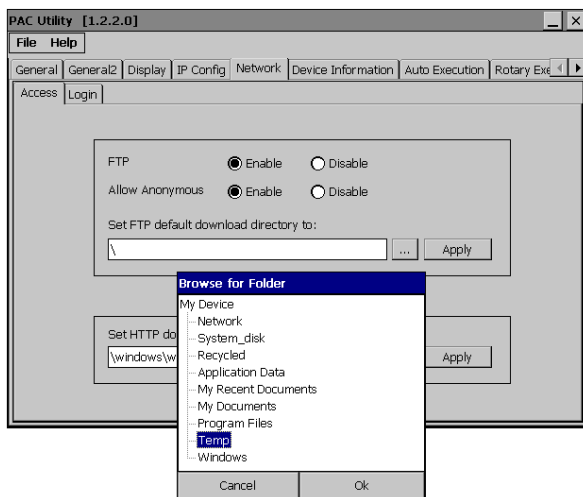 PAC Utility [1.2.2.0]
File Help
General General2 Display IP Config Network Device Information Auto Execution Rotary Exe
Access Login
FTP Enable Disable
Allow Anonymous Enable Disable
Set FTP default download directory to:
\ ... Apply
Browse for Folder
My Device
Network
System_disk
Recycled
Application Data
My Recent Documents
My Documents
Program Files
Temp
Windows
Cancel Ok
Set HTTP do
\windows\w Apply